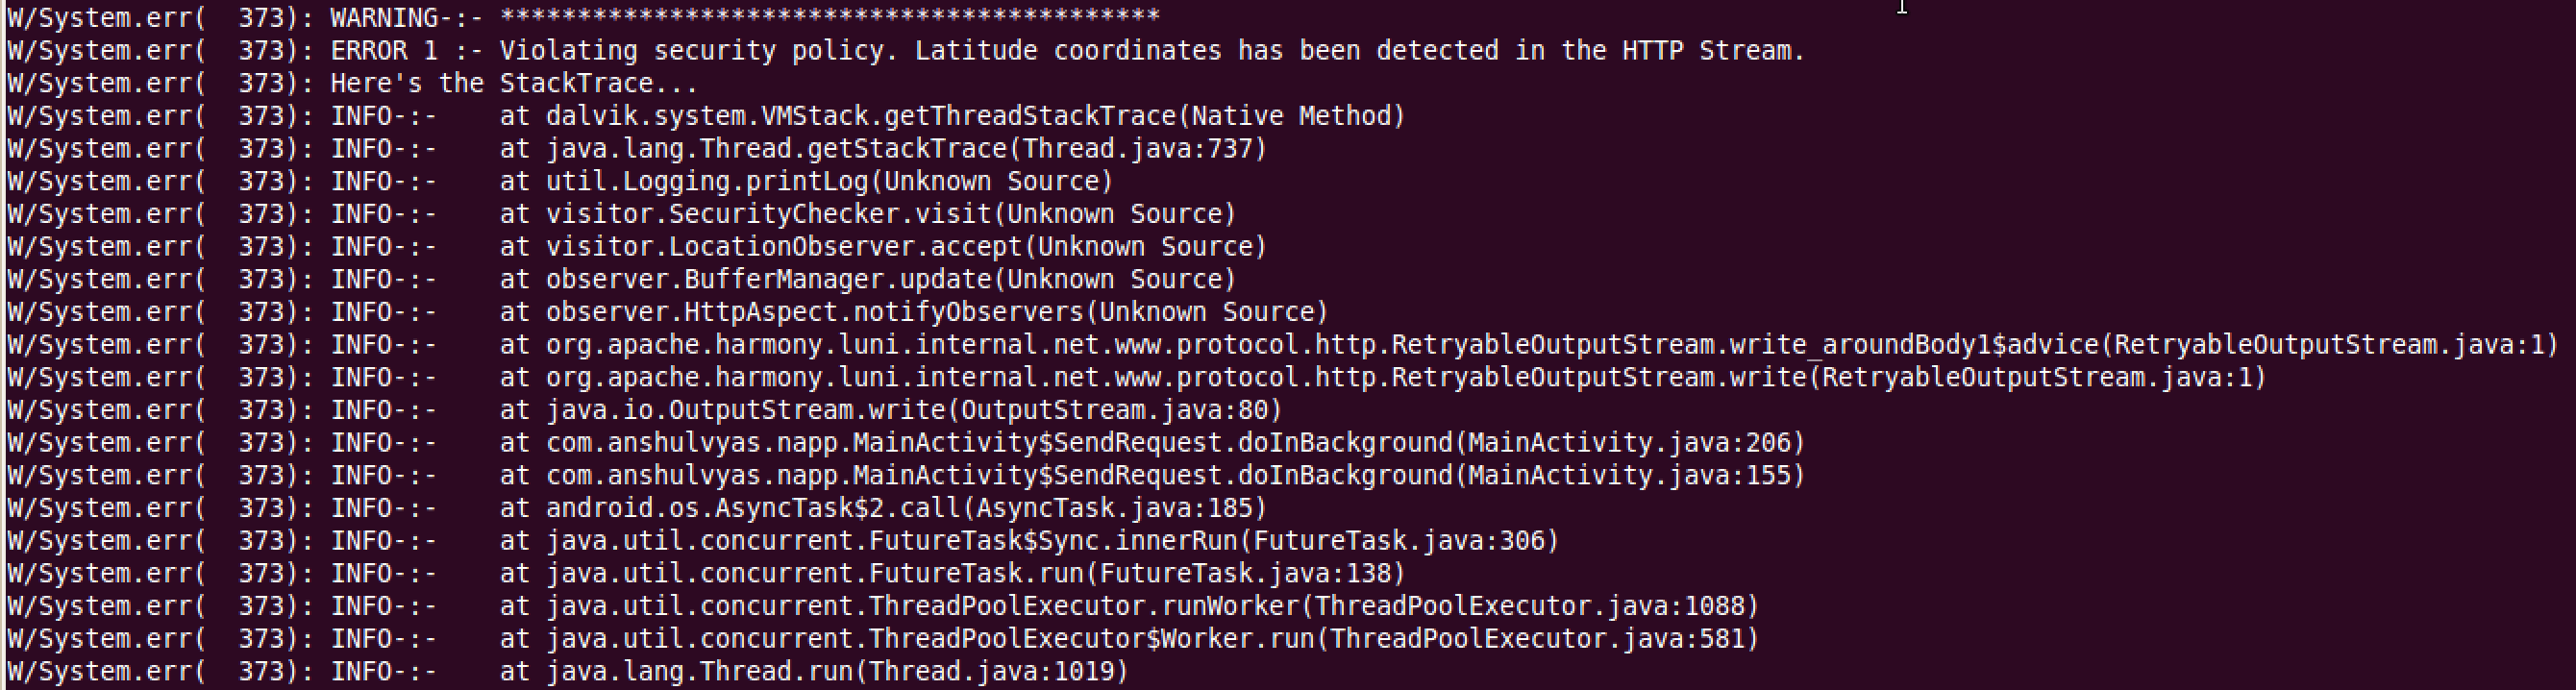 W/System.err(  373): WARNING-:- *******************************************
W/System.err(  373): ERROR 1 :- Violating security policy. Latitude coordinates has been detected in the HTTP Stream.
W/System.err(  373): Here's the StackTrace...
W/System.err(  373): INFO-:-    at dalvik.system.VMStack.getThreadStackTrace(Native Method)
W/System.err(  373): INFO-:-    at java.lang.Thread.getStackTrace(Thread.java:737)
W/System.err(  373): INFO-:-    at util.Logging.printLog(Unknown Source)
W/System.err(  373): INFO-:-    at visitor.SecurityChecker.visit(Unknown Source)
W/System.err(  373): INFO-:-    at visitor.LocationObserver.accept(Unknown Source)
W/System.err(  373): INFO-:-    at observer.BufferManager.update(Unknown Source)
W/System.err(  373): INFO-:-    at observer.HttpAspect.notifyObservers(Unknown Source)
W/System.err(  373): INFO-:-    at org.apache.harmony.luni.internal.net.www.protocol.http.RetryableOutputStream.write_aroundBody1$advice(RetryableOutputStream.java:1)
W/System.err(  373): INFO-:-    at org.apache.harmony.luni.internal.net.www.protocol.http.RetryableOutputStream.write(RetryableOutputStream.java:1)
W/System.err(  373): INFO-:-    at java.io.OutputStream.write(OutputStream.java:80)
W/System.err(  373): INFO-:-    at com.anshulvyas.napp.MainActivity$SendRequest.doInBackground(MainActivity.java:206)
W/System.err(  373): INFO-:-    at com.anshulvyas.napp.MainActivity$SendRequest.doInBackground(MainActivity.java:155)
W/System.err(  373): INFO-:-    at android.os.AsyncTask$2.call(AsyncTask.java:185)
W/System.err(  373): INFO-:-    at java.util.concurrent.FutureTask$Sync.innerRun(FutureTask.java:306)
W/System.err(  373): INFO-:-    at java.util.concurrent.FutureTask.run(FutureTask.java:138)
W/System.err(  373): INFO-:-    at java.util.concurrent.ThreadPoolExecutor.runWorker(ThreadPoolExecutor.java:1088)
W/System.err(  373): INFO-:-    at java.util.concurrent.ThreadPoolExecutor$Worker.run(ThreadPoolExecutor.java:581)
W/System.err(  373): INFO-:-    at java.lang.Thread.run(Thread.java:1019)